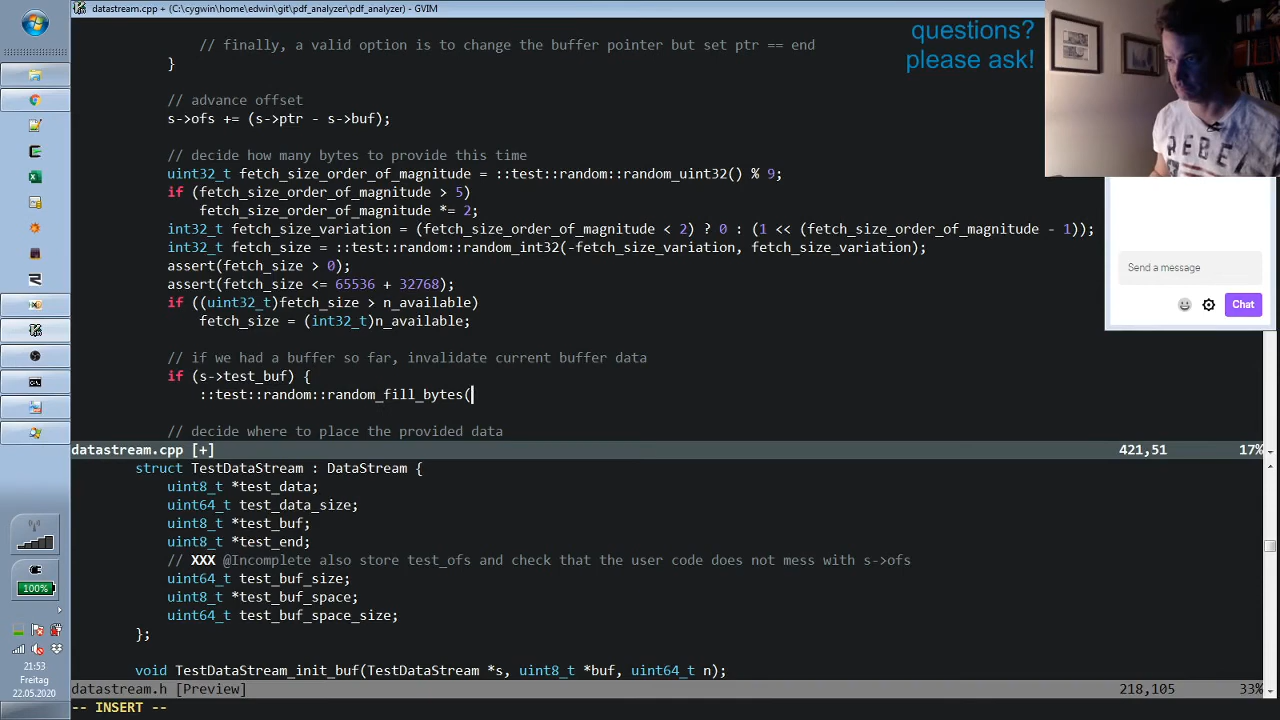 datastream.cpp + (C:\cygwin\home\edwin\git\pdf_analyzer\pdf_analyzer) - GVIM
// finally, a valid option is to change the buffer pointer but set ptr == end
}
// advance offset
s->ofs += (s->ptr - s->buf);
// decide how many bytes to provide this time
uint32_t fetch_size_order_of_magnitude = ::test::random::random_uint32() % 9;
if (fetch_size_order_of_magnitude > 5)
fetch_size_order_of_magnitude *= 2;
int32_t fetch_size_variation = (fetch_size_order_of_magnitude < 2) ? 0 : (1 << (fetch_size_order_of_magnitude - 1));
int32_t fetch_size = ::test::random::random_int32(-fetch_size_variation, fetch_size_variation);
assert(fetch_size > 0);
assert(fetch_size <= 65536 + 32768);
if ((uint32_t)fetch_size > n_available)
fetch_size = (int32_t)n_available;
// if we had a buffer so far, invalidate current buffer data
if (s->test_buf) {
::test::random::random_fill_bytes(
// decide where to place the provided data
datastream.cpp [+] 421,51 17%
struct TestDataStream : DataStream {
uint8_t *test_data;
uint64_t test_data_size;
uint8_t *test_buf;
uint8_t *test_end;
// XXX @Incomplete also store test_ofs and check that the user code does not mess with s->ofs
uint64_t test_buf_size;
uint8_t *test_buf_space;
uint64_t test_buf_space_size;
};
void TestDataStream_init_buf(TestDataStream *s, uint8_t *buf, uint64_t n);
datastream.h [Preview] 218,105 33%
-- INSERT --
questions?
please ask!
REBE
Send a message
Chat
100%
21:53
Freitag
22.05.2020